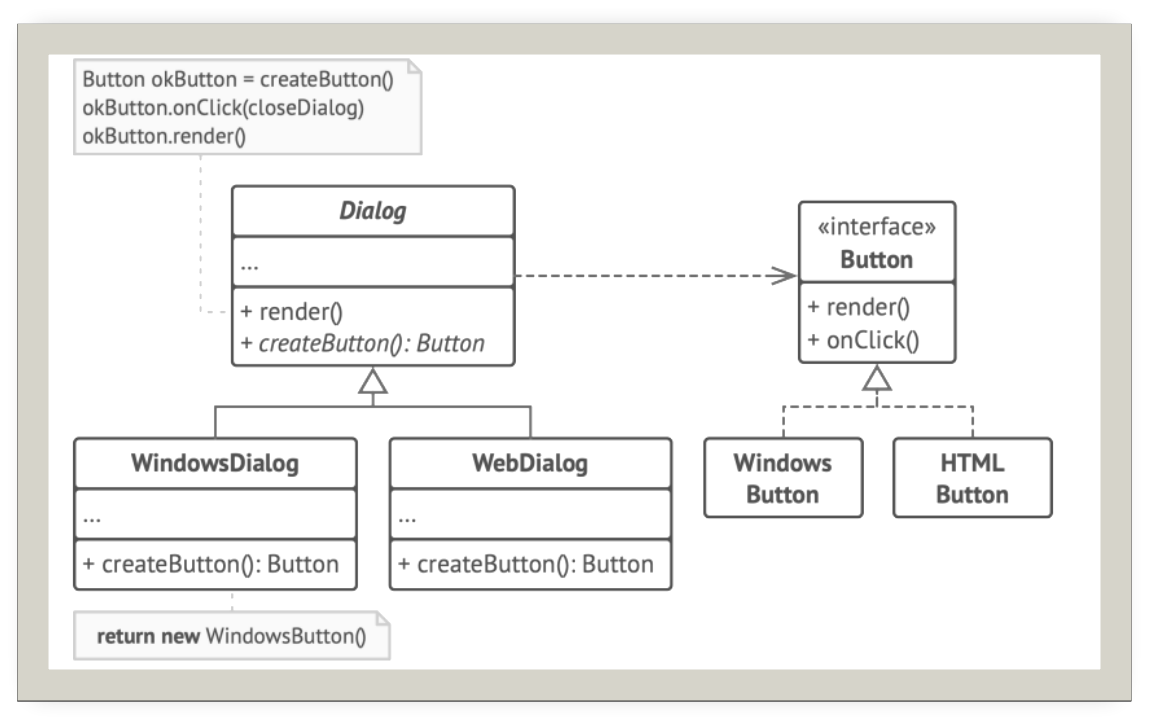 Button okButton = createButton()
okButton.onClick(closeDialog)
okButton.render()
Dialog
...
+ render()
+ createButton(): Button
«interface»
Button
+ render()
+ onClick()
WindowsDialog
...
+ createButton(): Button
WebDialog
...
+ createButton(): Button
Windows
Button
HTML
Button
return new WindowsButton()